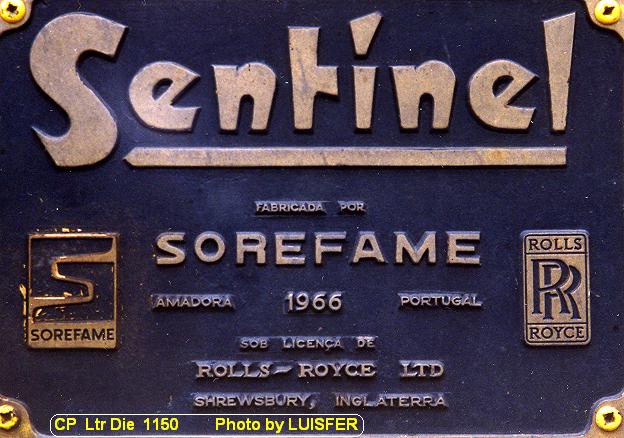 Sentinel
FABRICADA POR
SOREFAME
SOREFAME
AMADORA 1966 PORTUGAL
ROLLS
RR
ROYCE
SOB LICENÇA DE
ROLLS-ROYCE LTD
SHREWSBURY, INGLATERRA
CP Ltr Die 1150 Photo by LUISFER